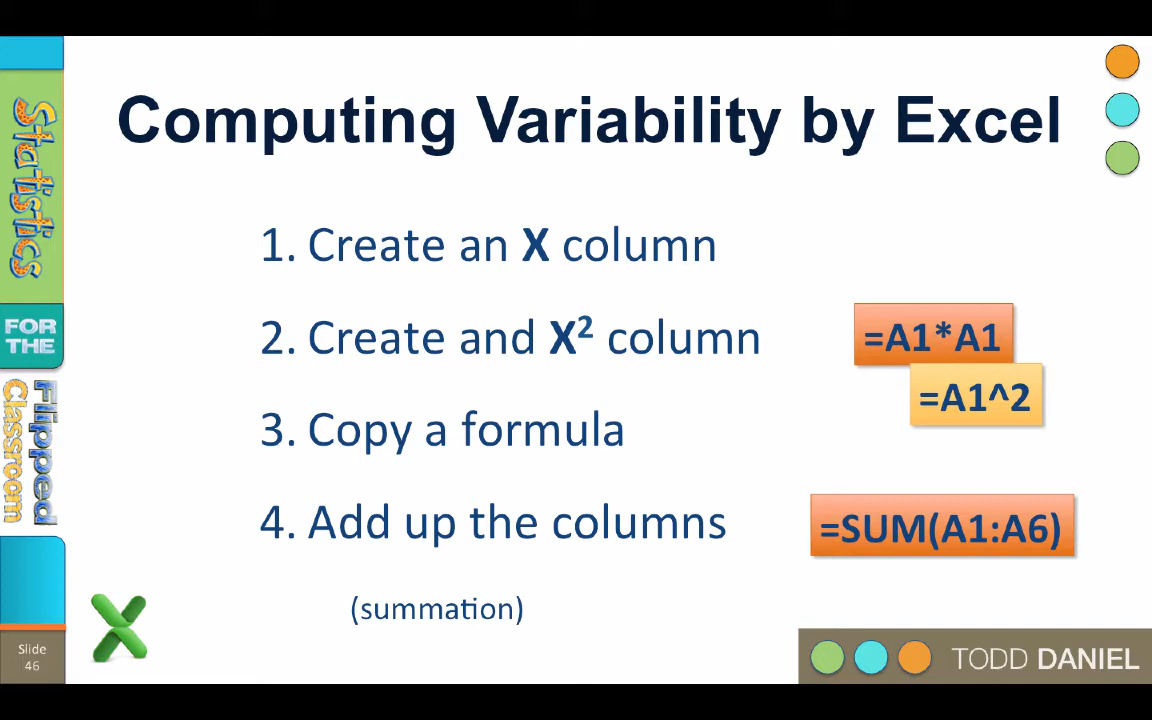 Computing Variability by Excel
Statistics
FOR
THE
Flipped
Classroom
1. Create an X column
2. Create and X² column
=A1*A1
=A1^2
3. Copy a formula
4. Add up the columns
=SUM(A1:A6)
(summation)
Slide
46
TODD DANIEL